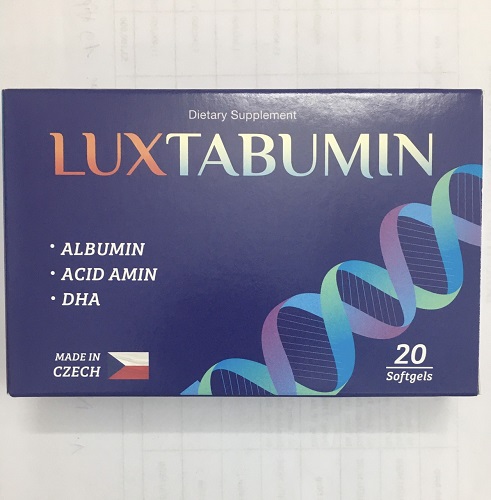 Dietary Supplement
LUXTABUMIN
• ALBUMIN
• ACID AMIN
• DHA
MADE IN
CZECH
20
Softgels